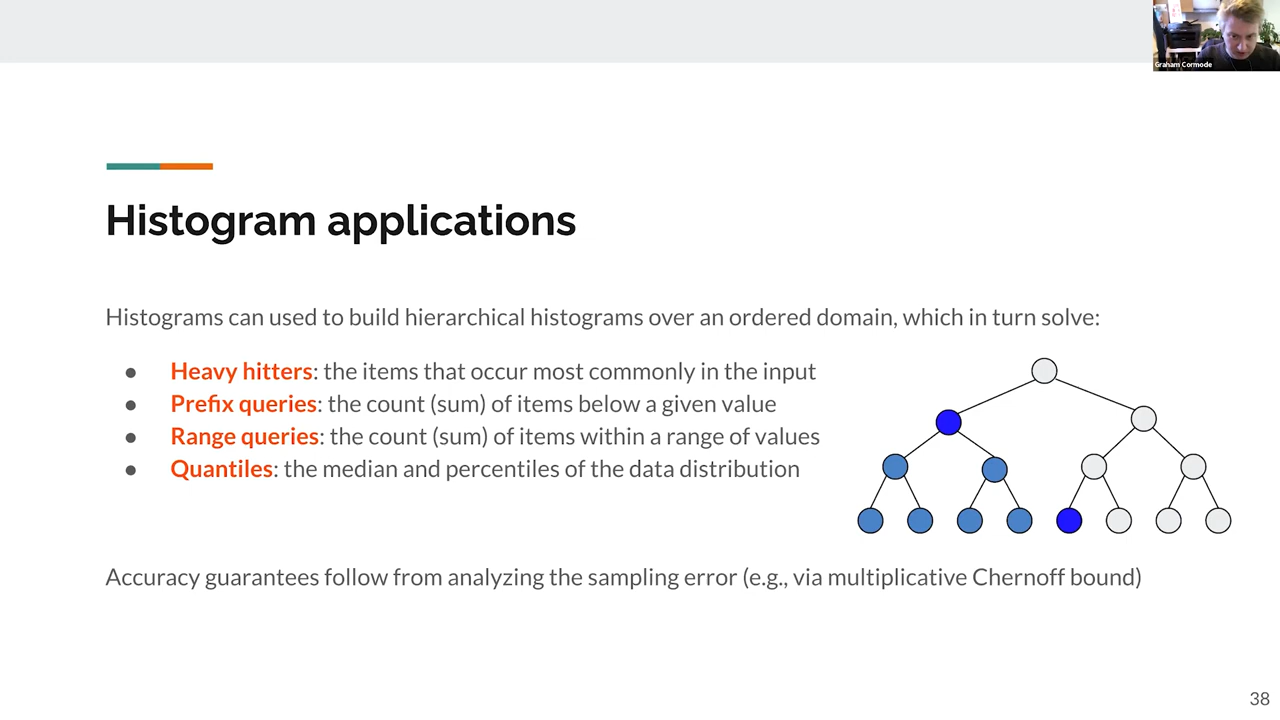 Graham Cormode
Histogram applications
Histograms can used to build hierarchical histograms over an ordered domain, which in turn solve:
● Heavy hitters: the items that occur most commonly in the input
● Prefix queries: the count (sum) of items below a given value
● Range queries: the count (sum) of items within a range of values
● Quantiles: the median and percentiles of the data distribution
Accuracy guarantees follow from analyzing the sampling error (e.g., via multiplicative Chernoff bound)
38